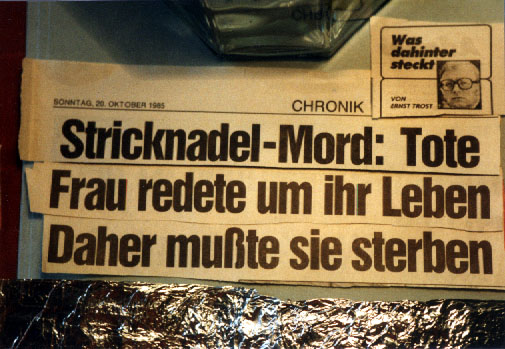 Was
dahinter
steckt
VON
ERNST TROST
SONNTAG, 20. OKTOBER 1985
CHRONIK
Stricknadel-Mord: Tote
Frau redete um ihr Leben
Daher mußte sie sterben